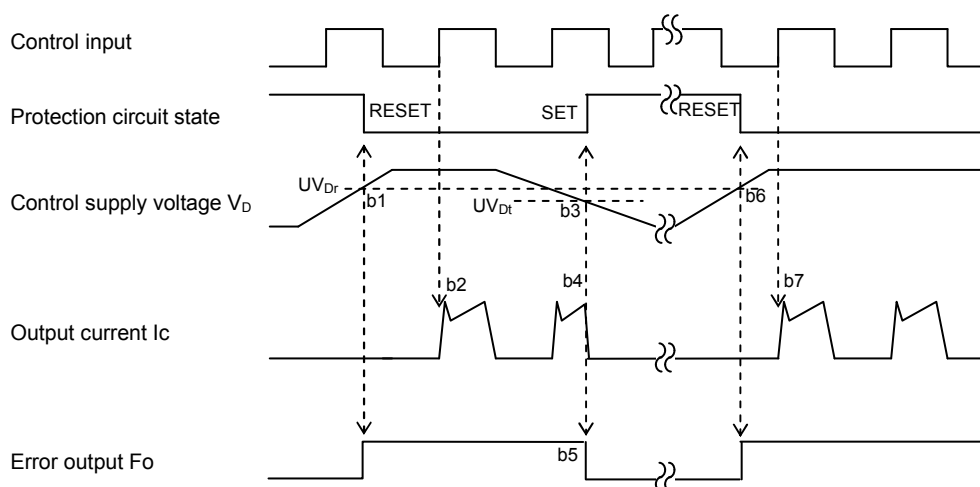 Control input
Protection circuit state
RESET
SET
RESET
Control supply voltage VD
UVDr
b1
UVDt
b3
b6
b2
b4
b7
Output current Ic
Error output Fo
b5